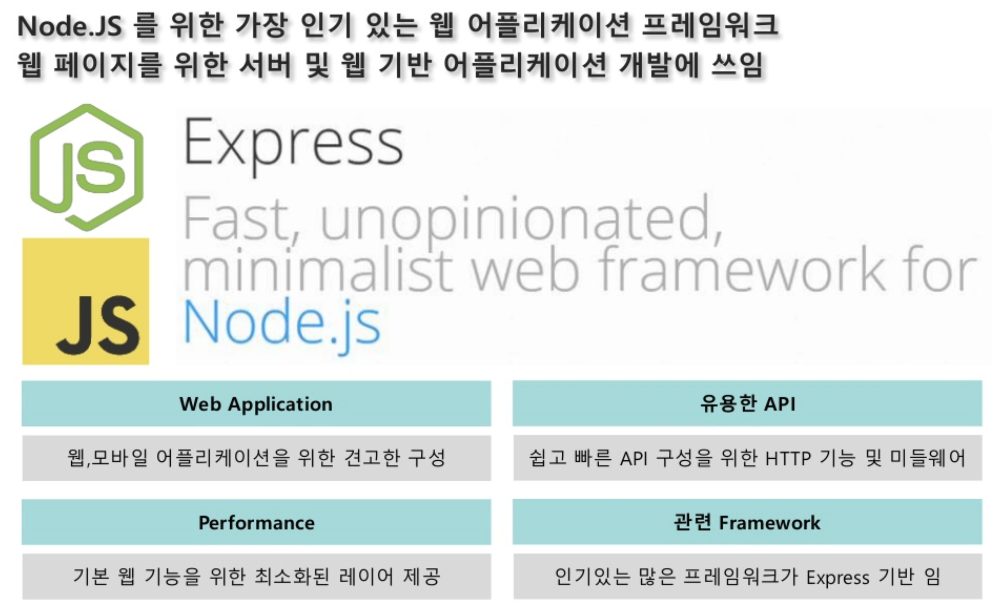 Node.JS 를 위한 가장 인기 있는 웹 어플리케이션 프레임워크
웹 페이지를 위한 서버 및 웹 기반 어플리케이션 개발에 쓰임
JS
Express
Fast, unopinionated,
minimalist web framework for
Node.js
JS
Web Application
웹,모바일 어플리케이션을 위한 견고한 구성
유용한 API
쉽고 빠른 API 구성을 위한 HTTP 기능 및 미들웨어
Performance
기본 웹 기능을 위한 최소화된 레이어 제공
관련 Framework
인기있는 많은 프레임워크가 Express 기반 임